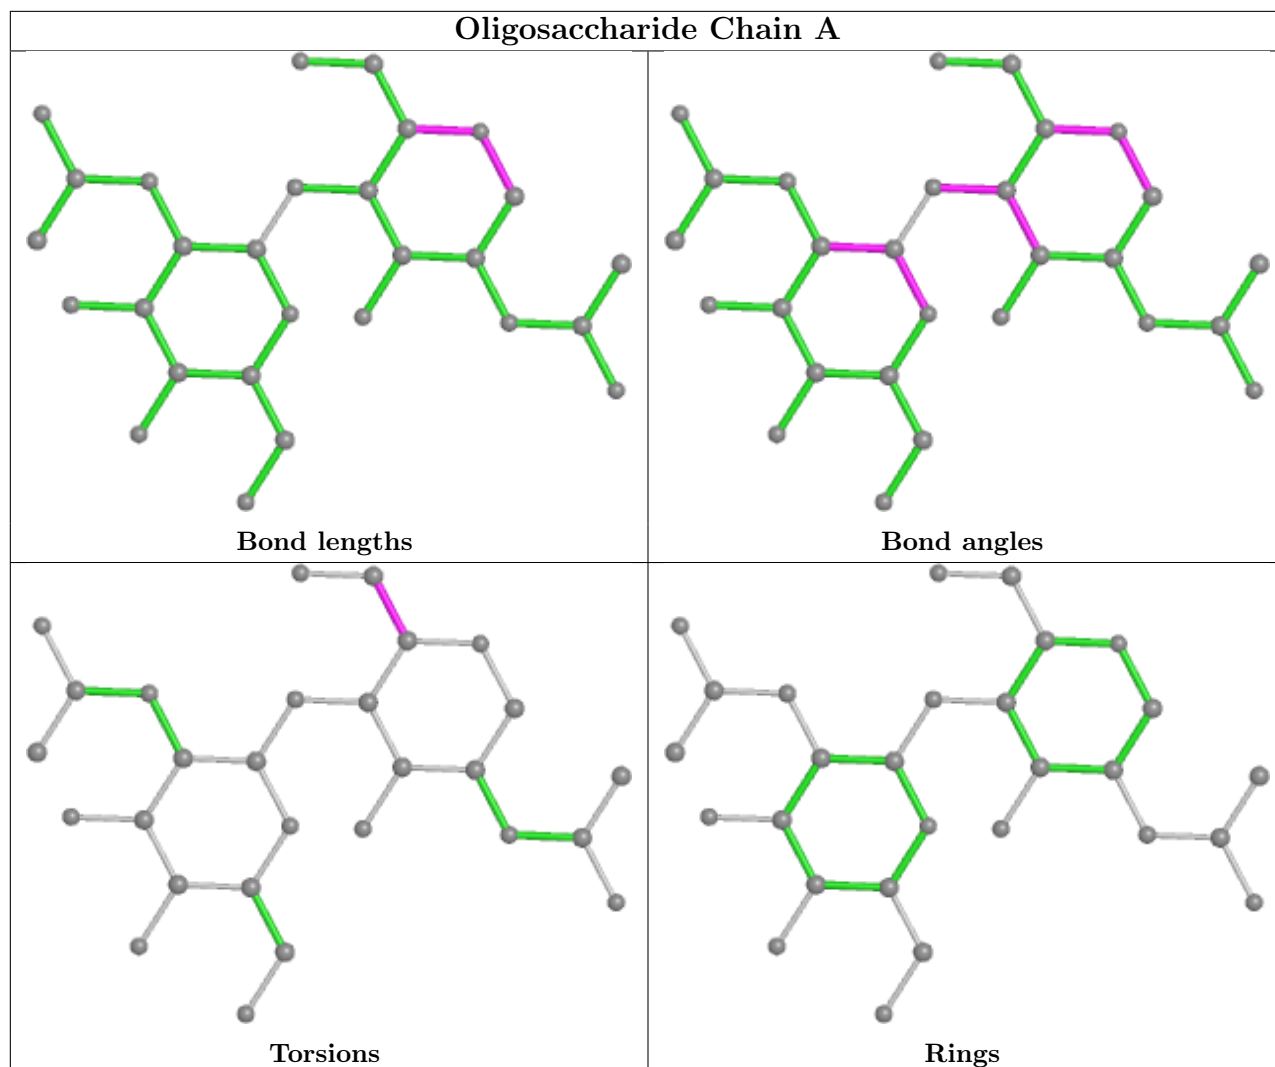 Oligosaccharide Chain A
Bond lengths
Bond angles
Torsions
Rings